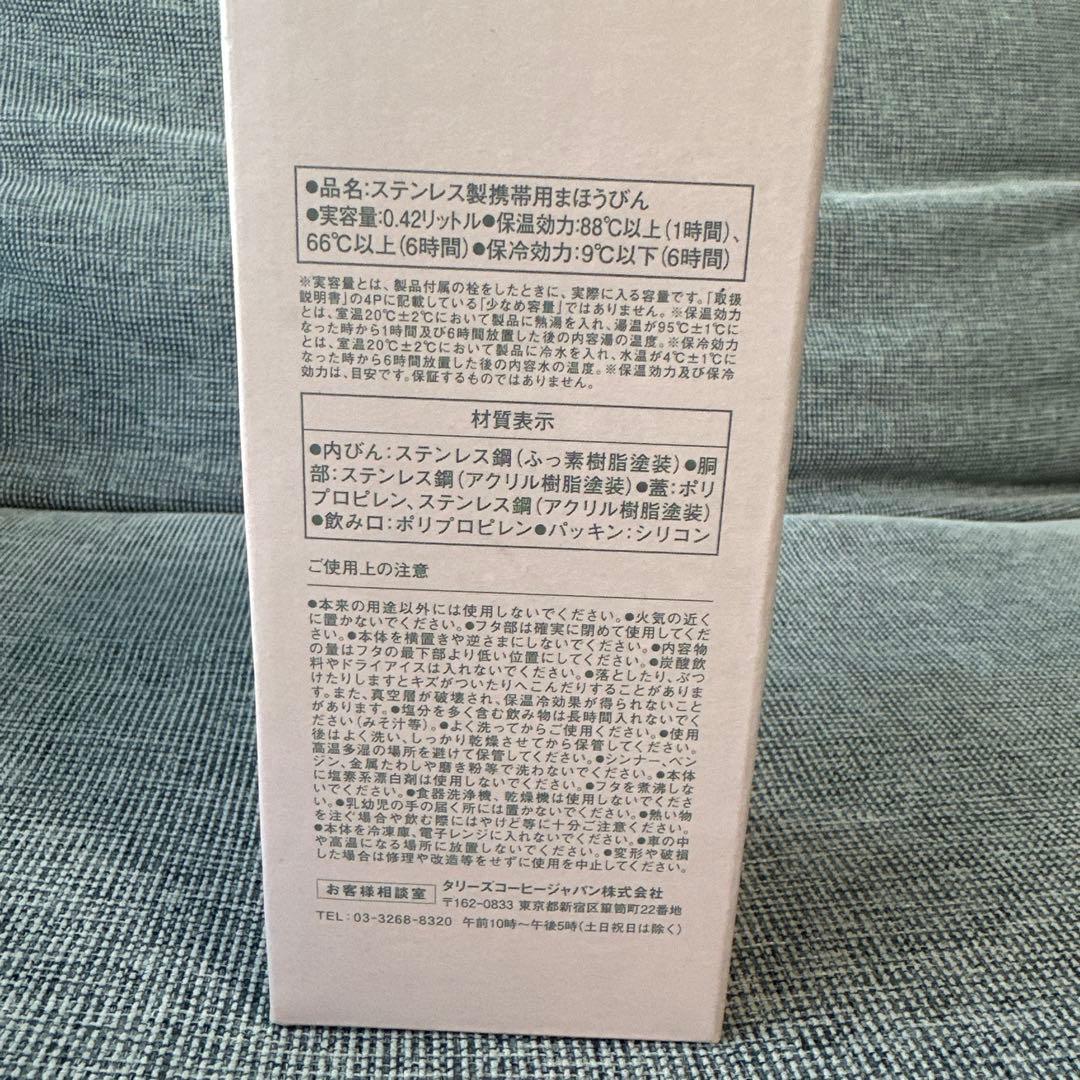 ●品名:ステンレス製携帯用まほうびん
●実容量:0.42リットル●保温効力:88℃以上(1時間)、
66℃以上(6時間)●保冷効力:9℃以下(6時間)
※実容量とは、製品付属の栓をしたときに、実際に入る容量です。「取扱
説明書」の4Pに記載している「少なめ容量」ではありません。※保温効力
とは、室温20℃±2℃において製品に熱湯を入れ、湯温が95℃±1℃に
なった時から1時間及び6時間放置した後の内容湯の温度。※保冷効力
とは、室温20℃±2℃において製品に冷水を入れ、水温が4℃±1℃に
なった時から6時間放置した後の内容水の温度。※保温効力及び保冷
効力は、目安です。保証するものではありません。
材質表示
●内びん:ステンレス鋼(ふっ素樹脂塗装)●胴
部:ステンレス鋼(アクリル樹脂塗装)●蓋:ポリ
プロピレン、ステンレス鋼(アクリル樹脂塗装)
●飲み口:ポリプロピレン●パッキン:シリコン
ご使用上の注意
●本来の用途以外には使用しないでください。●火気の近く
に置かないでください。●フタ部は確実に閉めて使用してくだ
さい。●本体を横置きや逆さまにしないでください。●内容物
の量はフタの最下部より低い位置にしてください。●炭酸飲
料やドライアイスは入れないでください。●落としたり、ぶつ
けたりしますとキズがついたりへこんだりすることがありま
す。また、真空層が破壊され、保温冷効果が得られないこと
があります。●塩分を多く含む飲み物は長時間入れないでく
ださい(みそ汁等)。●よく洗ってからご使用ください。●使用
後はよく洗い、しっかり乾燥させてから保管してください。
高温多湿の場所を避けて保管してください。●シンナー、ベン
ジン、金属たわしや磨き粉等で洗わないでください。●本体
に塩素系漂白剤は使用しないでください。●フタを煮沸しな
いでください。●食器洗浄機、乾燥機は使用しないでくださ
い。●乳幼児の手の届く所には置かないでください。●熱い物
を注ぐ場合や飲む際にはやけど等に十分ご注意ください。
●本体を冷凍庫、電子レンジに入れないでください。●車の中
や高温になる場所に放置しないでください。●変形や破損
した場合は修理や改造等をせずに使用を中止してください。
お客様相談室 タリーズコーヒージャパン株式会社
〒162-0833 東京都新宿区箪笥町22番地
TEL:03-3268-8320 午前10時〜午後5時(土日祝日は除く)